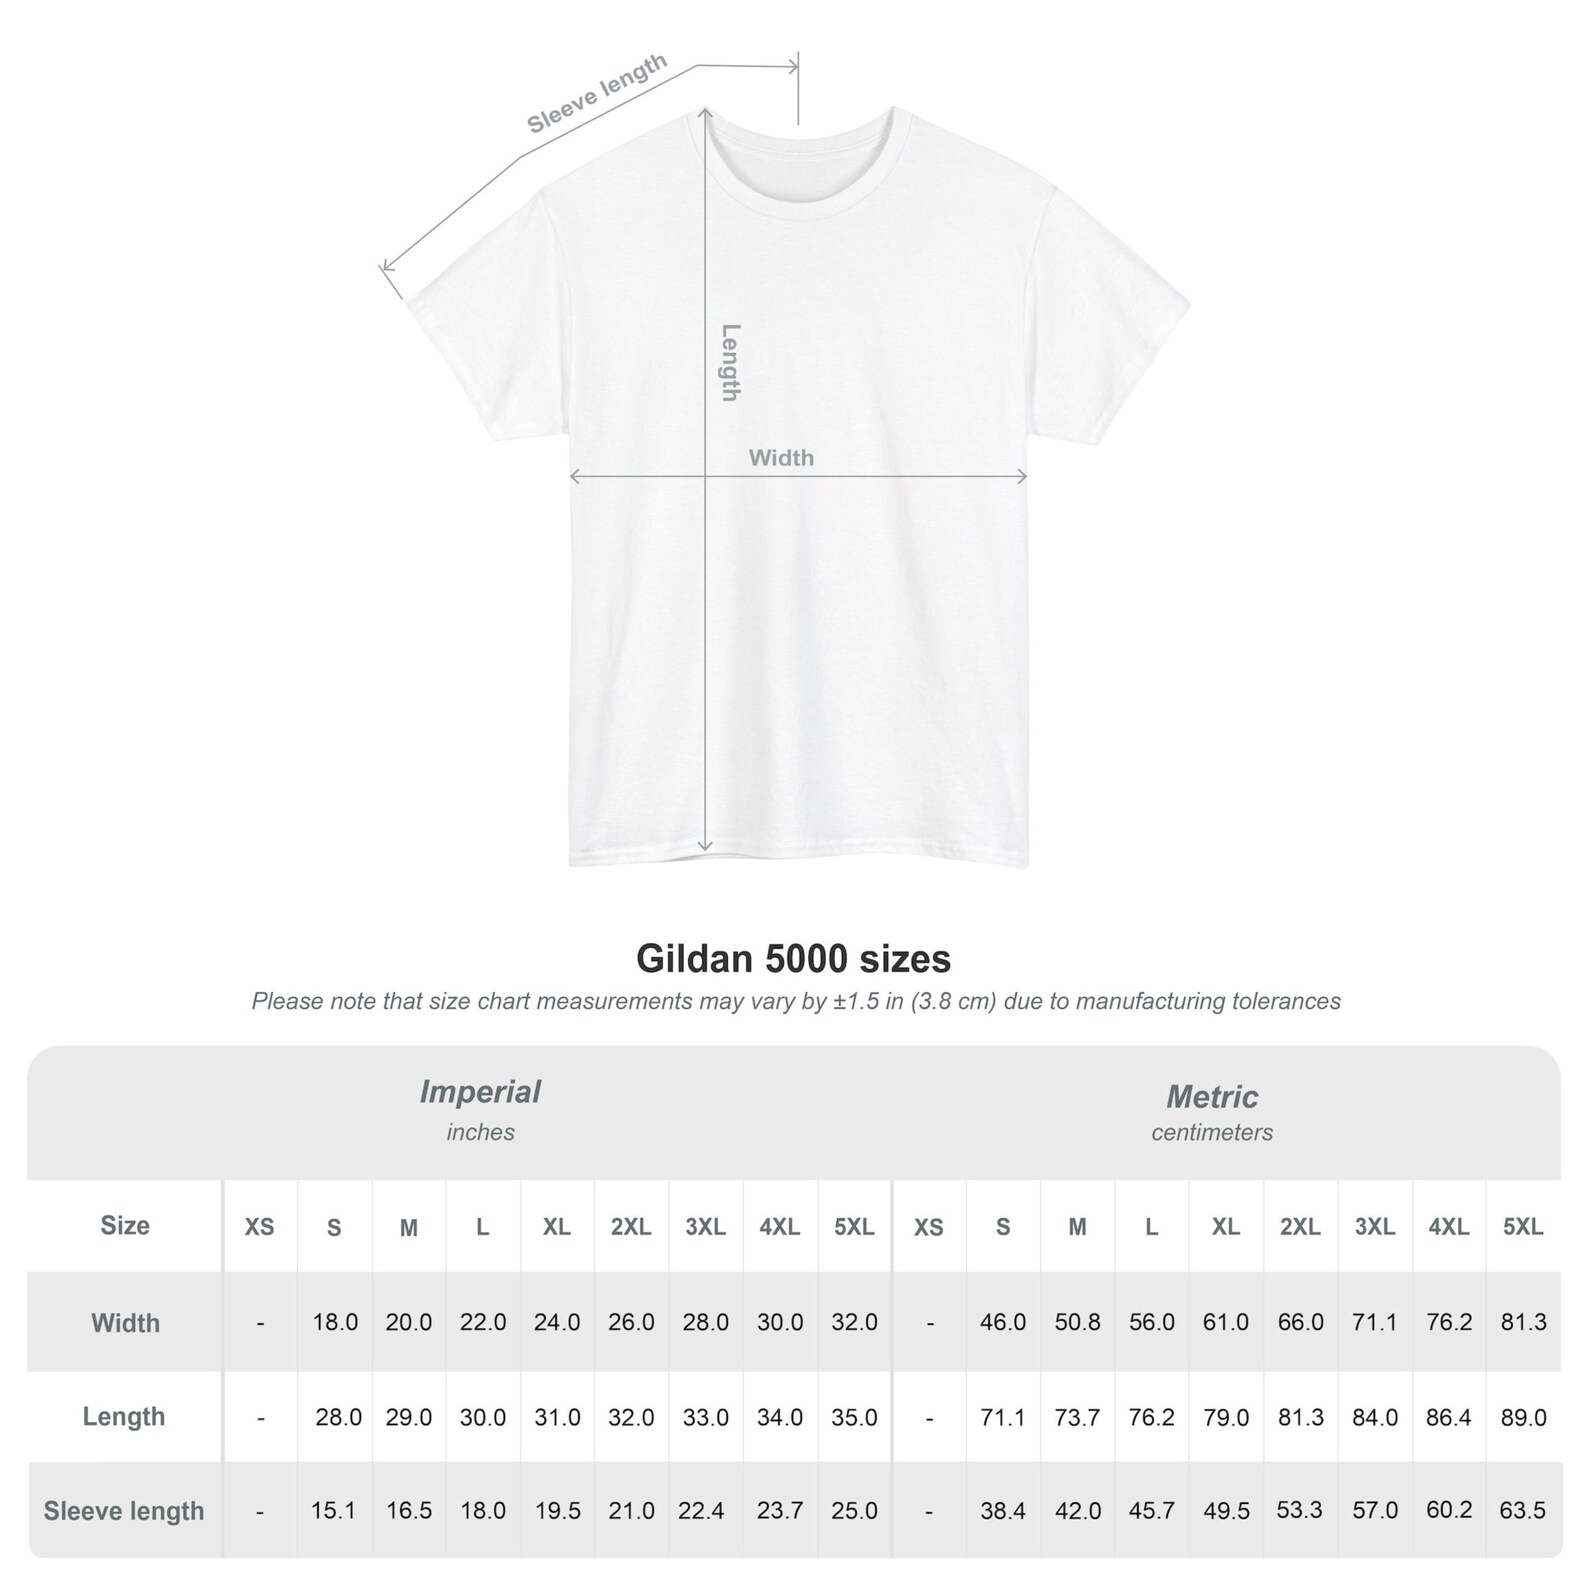 Sleeve length
Length
Width
Gildan 5000 sizes
Please note that size chart measurements may vary by ±1.5 in (3.8 cm) due to manufacturing tolerances
Imperial
inches
Metric
centimeters
Size XS S M L XL 2XL 3XL 4XL 5XL XS S M L XL 2XL 3XL 4XL 5XL
Width - 18.0 20.0 22.0 24.0 26.0 28.0 30.0 32.0 - 46.0 50.8 56.0 61.0 66.0 71.1 76.2 81.3
Length - 28.0 29.0 30.0 31.0 32.0 33.0 34.0 35.0 - 71.1 73.7 76.2 79.0 81.3 84.0 86.4 89.0
Sleeve length - 15.1 16.5 18.0 19.5 21.0 22.4 23.7 25.0 - 38.4 42.0 45.7 49.5 53.3 57.0 60.2 63.5